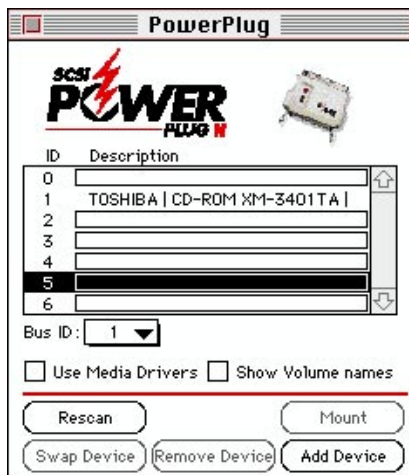 PowerPlug
SCSI
POWER
PLUG N
ID Description
0
1 TOSHIBA | CD-ROM XM-3401TA |
2
3
4
5
6
Bus ID: 1
Use Media Drivers Show Volume names
Rescan Mount
Swap Device Remove Device Add Device